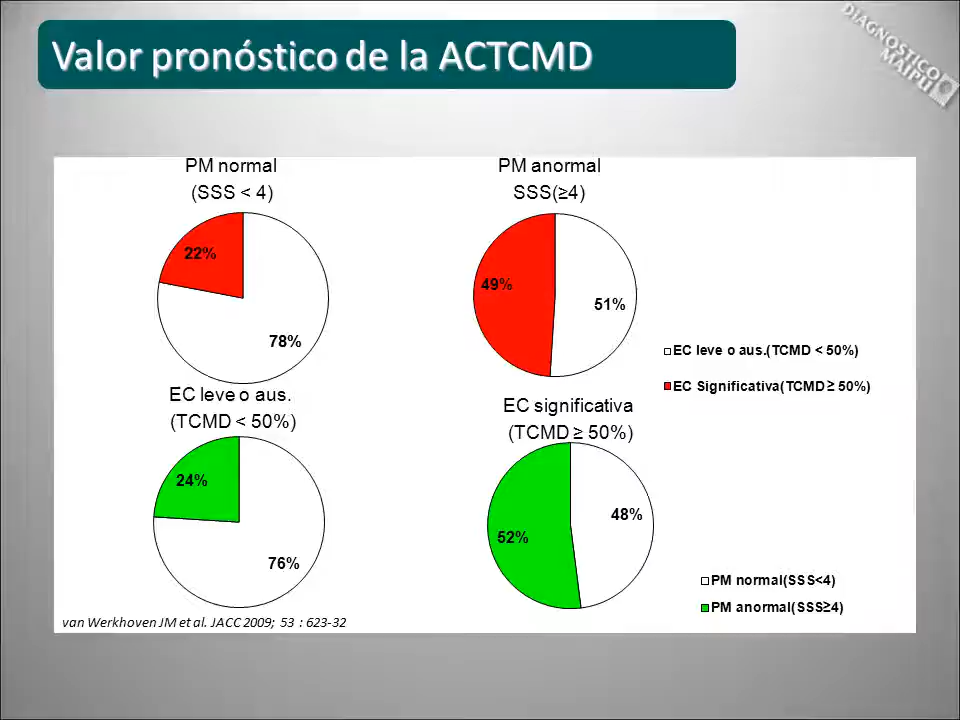 Valor pronóstico de la ACTCMD
DIAGNOSTICO
MAIPU
PM normal
(SSS < 4)
22%
78%
PM anormal
SSS(≥4)
49%
51%
EC leve o aus.(TCMD < 50%)
EC Significativa(TCMD ≥ 50%)
EC leve o aus.
(TCMD < 50%)
24%
76%
EC significativa
(TCMD ≥ 50%)
52%
48%
PM normal(SSS<4)
PM anormal(SSS≥4)
van Werkhoven JM et al. JACC 2009; 53 : 623-32